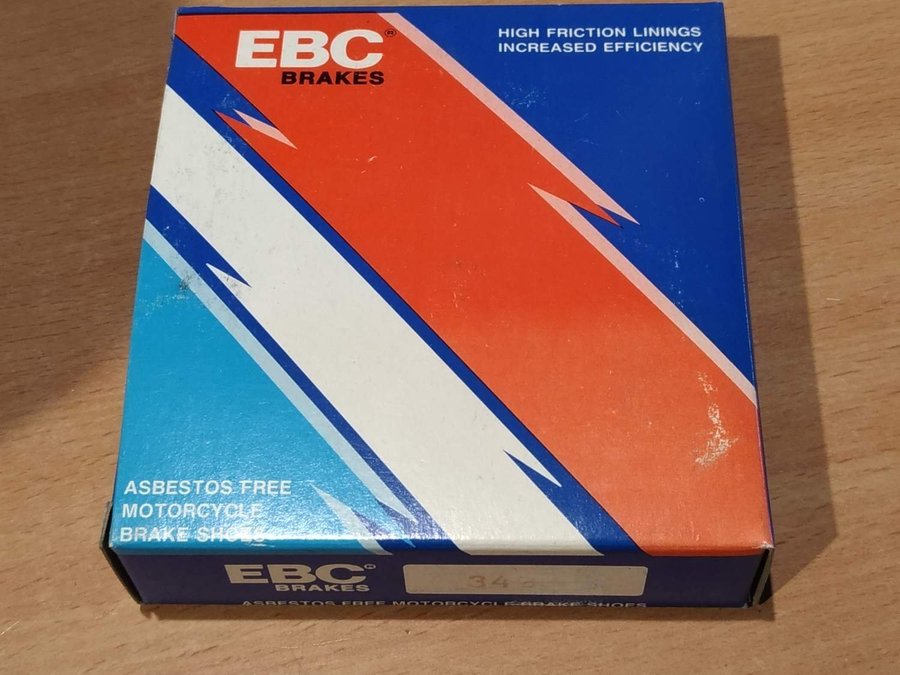 EBC®
BRAKES
HIGH FRICTION LININGS
INCREASED EFFICIENCY
ASBESTOS FREE
MOTORCYCLE
BRAKE SHOES
EBC®
BRAKES
ASBESTOS FREE MOTORCYCLE BRAKE SHOES